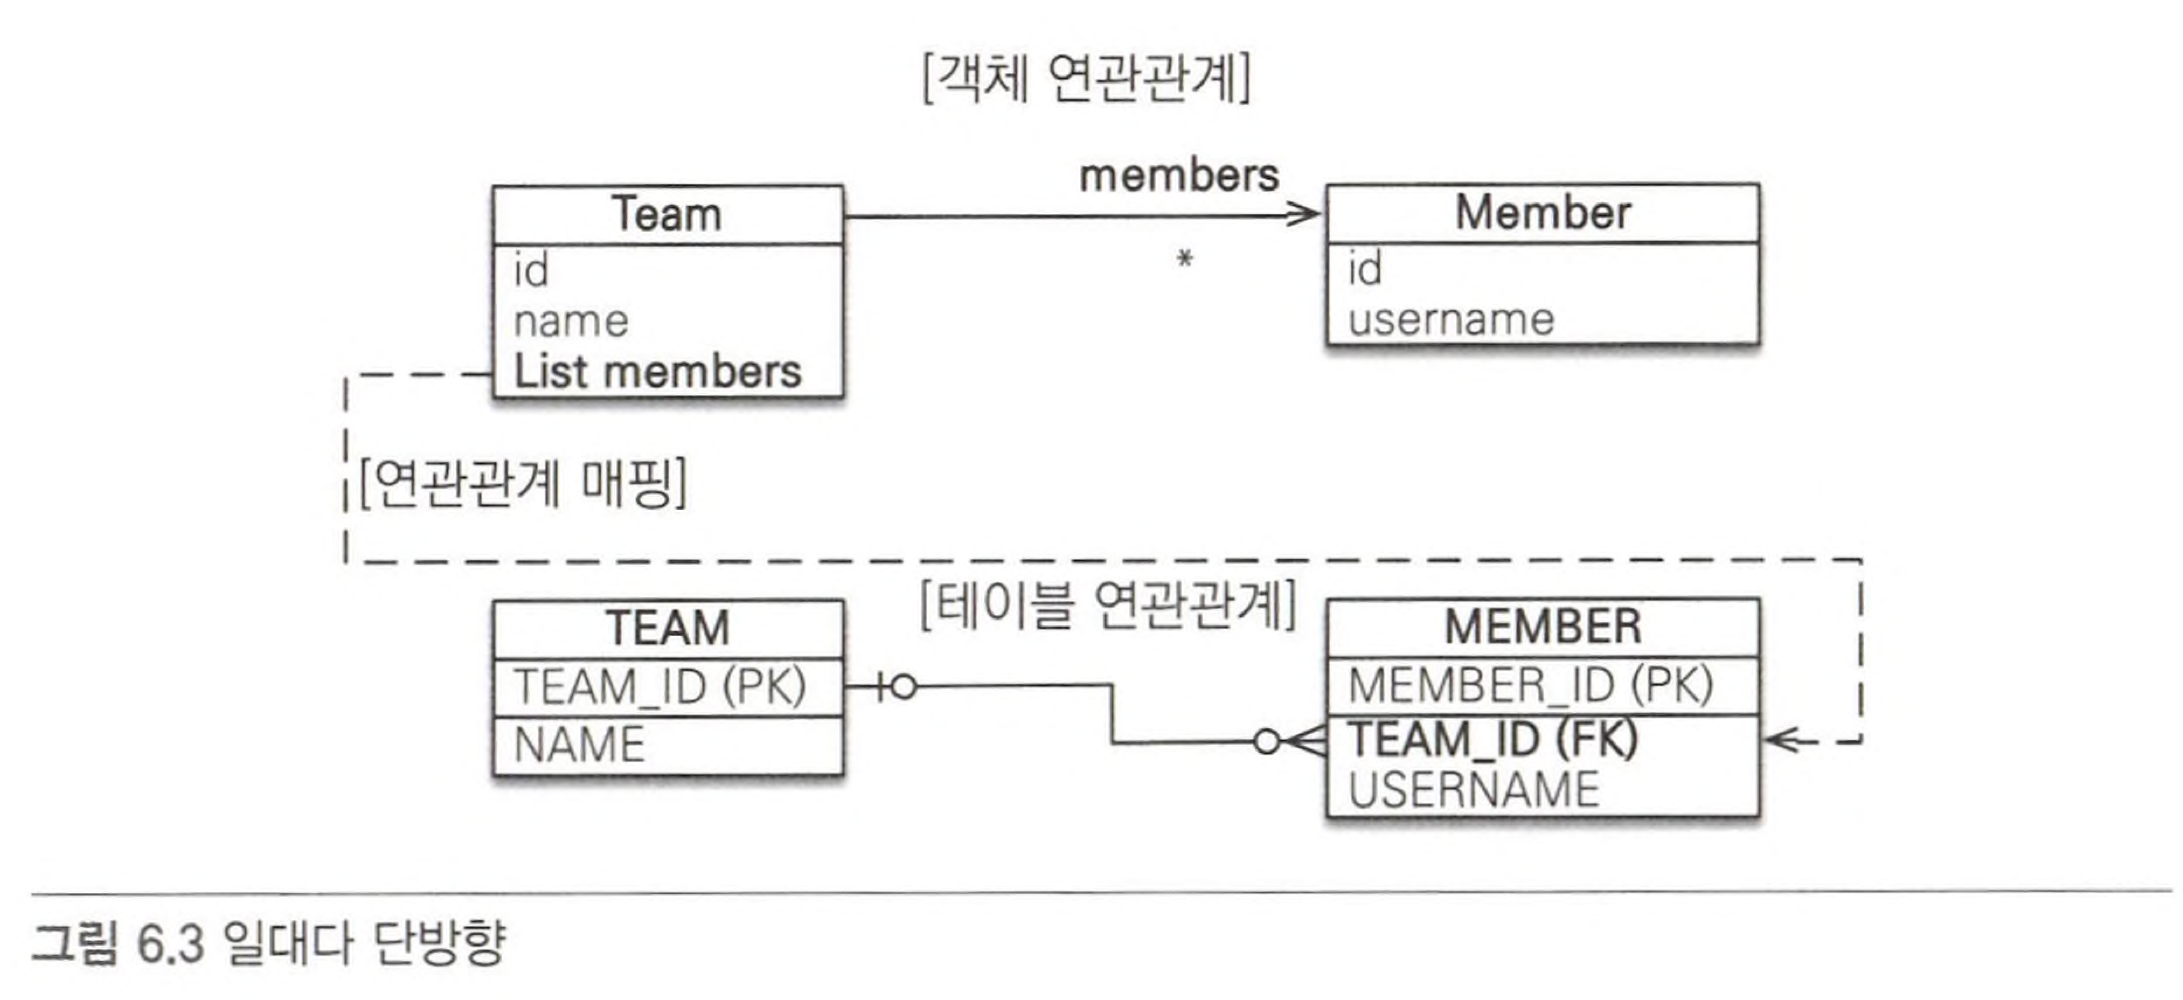 [객체 연관관계]
members
Team
id
name
List members
*
Member
id
username
[연관관계 매핑]
[테이블 연관관계]
TEAM
TEAM_ID (PK)
NAME
MEMBER
MEMBER_ID (PK)
TEAM_ID (FK)
USERNAME
그림 6.3 일대다 단방향